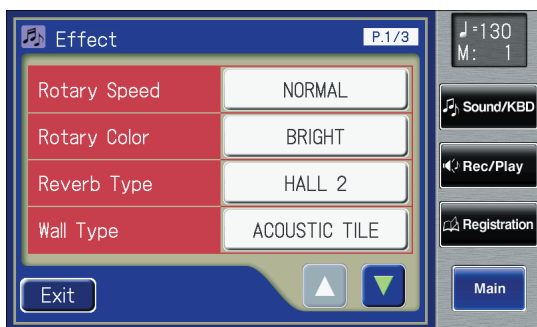 Effect
P.1/3
♩=130
M: 1
Rotary Speed NORMAL
Rotary Color BRIGHT
Reverb Type HALL 2
Wall Type ACOUSTIC TILE
Exit
Sound/KBD
Rec/Play
Registration
Main